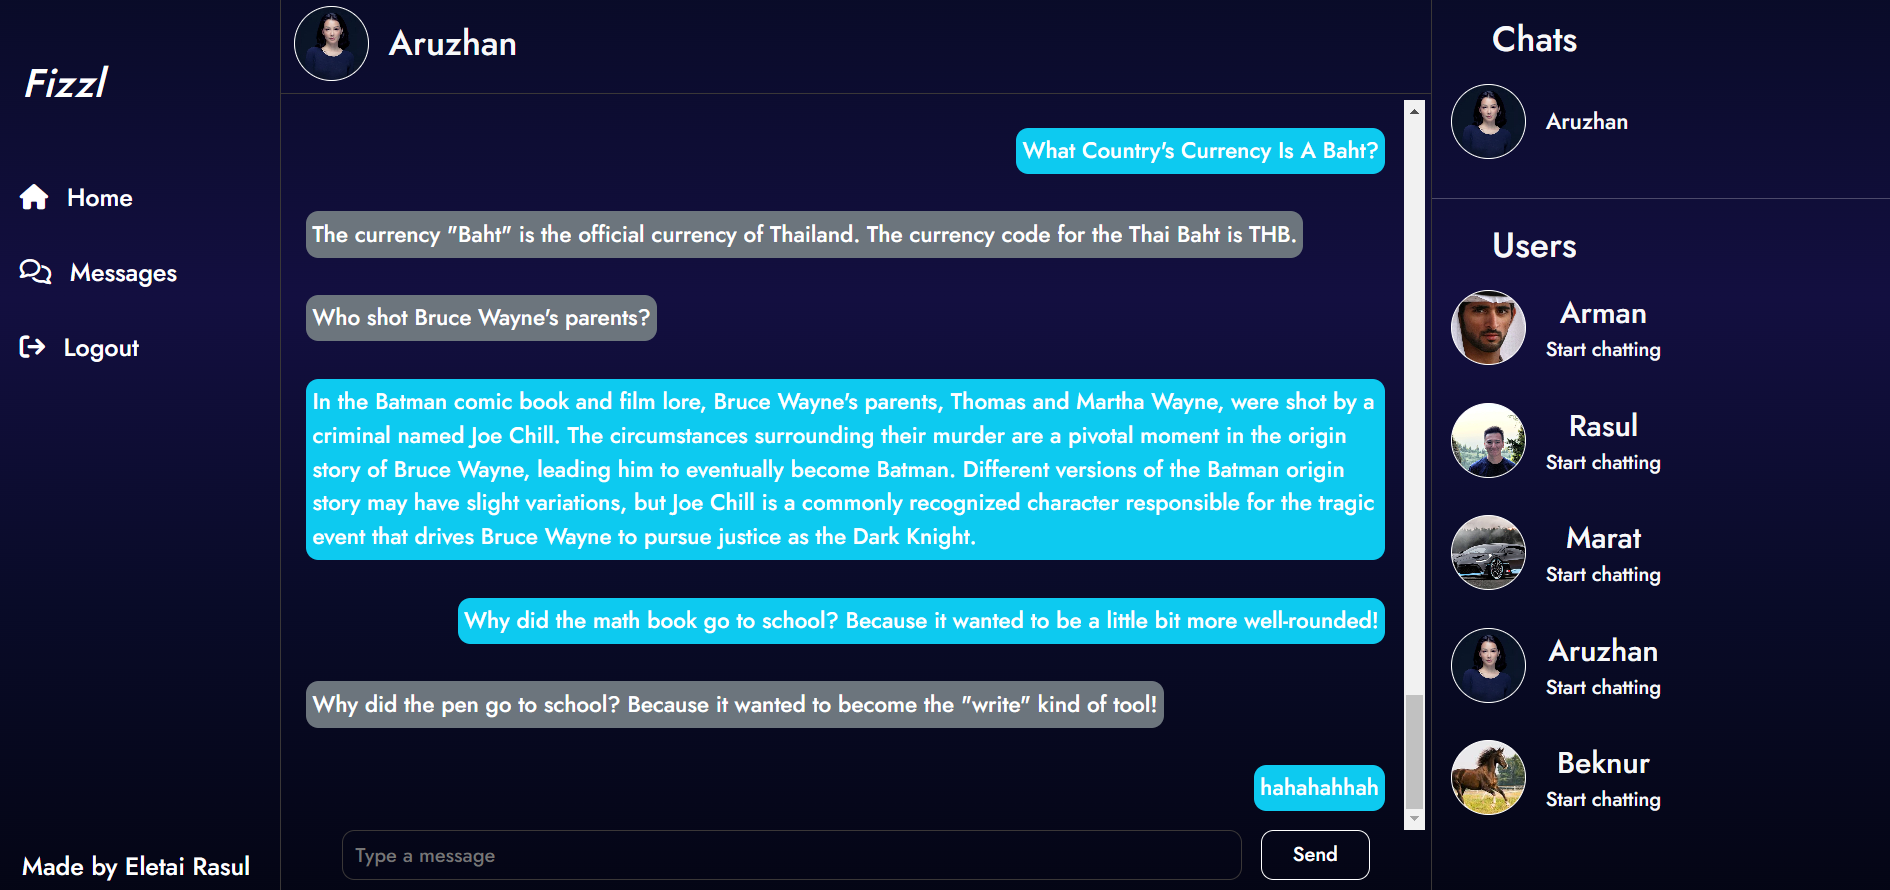 Fizzl
Home
Messages
Logout
Made by Eletai Rasul
Aruzhan
What Country's Currency Is A Baht?
The currency "Baht" is the official currency of Thailand. The currency code for the Thai Baht is THB.
Who shot Bruce Wayne's parents?
In the Batman comic book and film lore, Bruce Wayne's parents, Thomas and Martha Wayne, were shot by a
criminal named Joe Chill. The circumstances surrounding their murder are a pivotal moment in the origin
story of Bruce Wayne, leading him to eventually become Batman. Different versions of the Batman origin
story may have slight variations, but Joe Chill is a commonly recognized character responsible for the tragic
event that drives Bruce Wayne to pursue justice as the Dark Knight.
Why did the math book go to school? Because it wanted to be a little bit more well-rounded!
Why did the pen go to school? Because it wanted to become the "write" kind of tool!
hahahahhah
Type a message
Send
Chats
Aruzhan
Users
Arman
Start chatting
Rasul
Start chatting
Marat
Start chatting
Aruzhan
Start chatting
Beknur
Start chatting